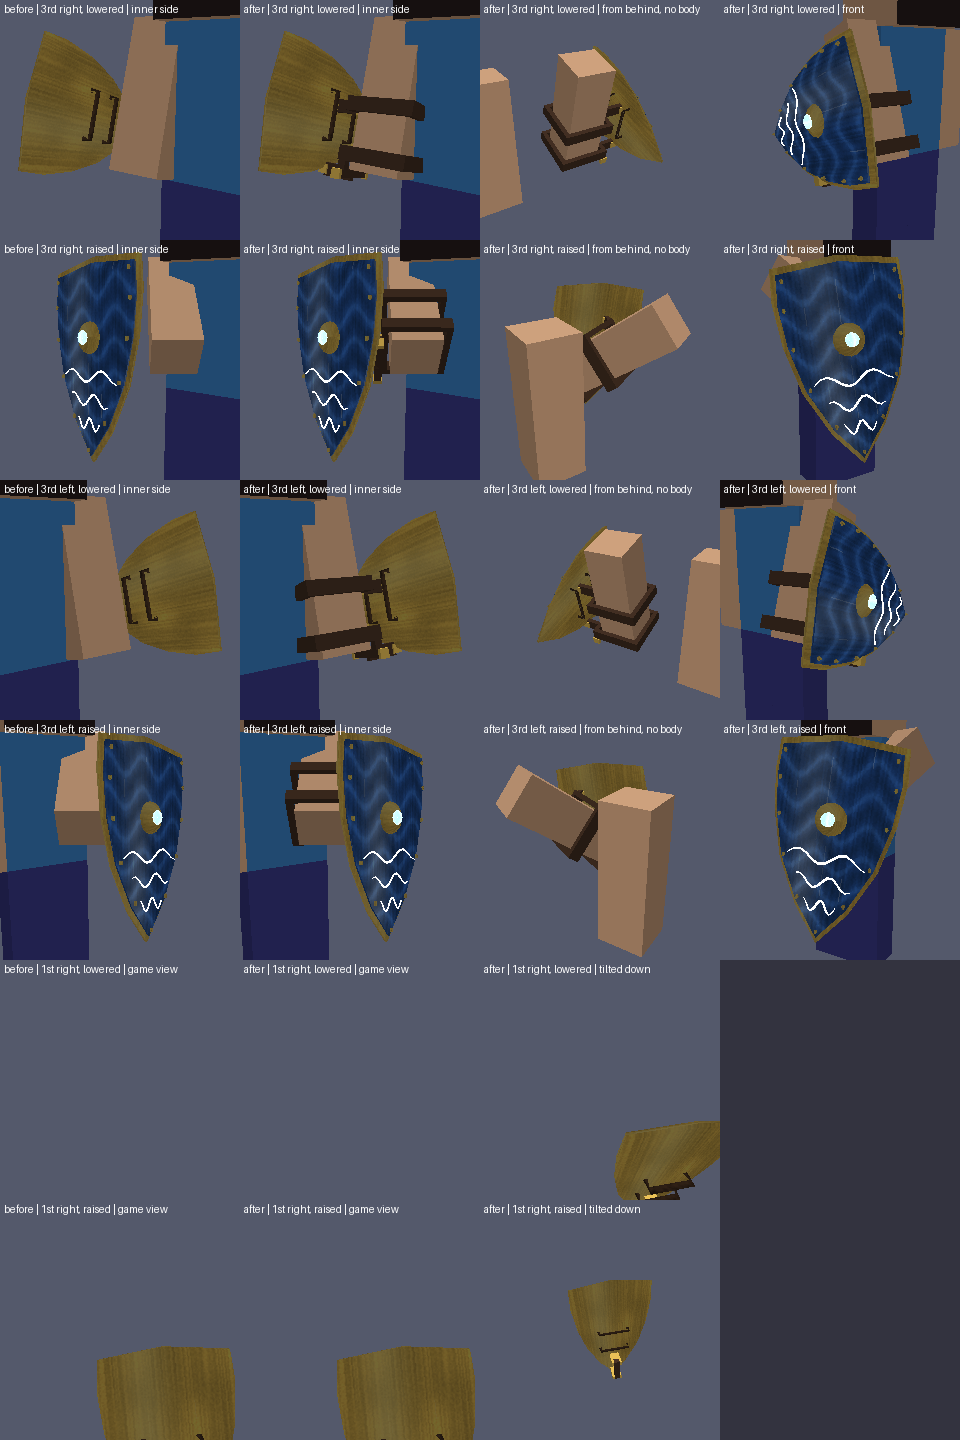 before | 3rd right, lowered | inner side
after | 3rd right, lowered | inner side
after | 3rd right, lowered | from behind, no body
after | 3rd right, lowered | front
before | 3rd right, raised | inner side
after | 3rd right, raised | inner side
after | 3rd right, raised | from behind, no body
after | 3rd right, raised | front
before | 3rd left, lowered | inner side
after | 3rd left, lowered | inner side
after | 3rd left, lowered | from behind, no body
after | 3rd left, lowered | front
before | 3rd left, raised | inner side
after | 3rd left, raised | inner side
after | 3rd left, raised | from behind, no body
after | 3rd left, raised | front
before | 1st right, lowered | game view
after | 1st right, lowered | game view
after | 1st right, lowered | tilted down
before | 1st right, raised | game view
after | 1st right, raised | game view
after | 1st right, raised | tilted down